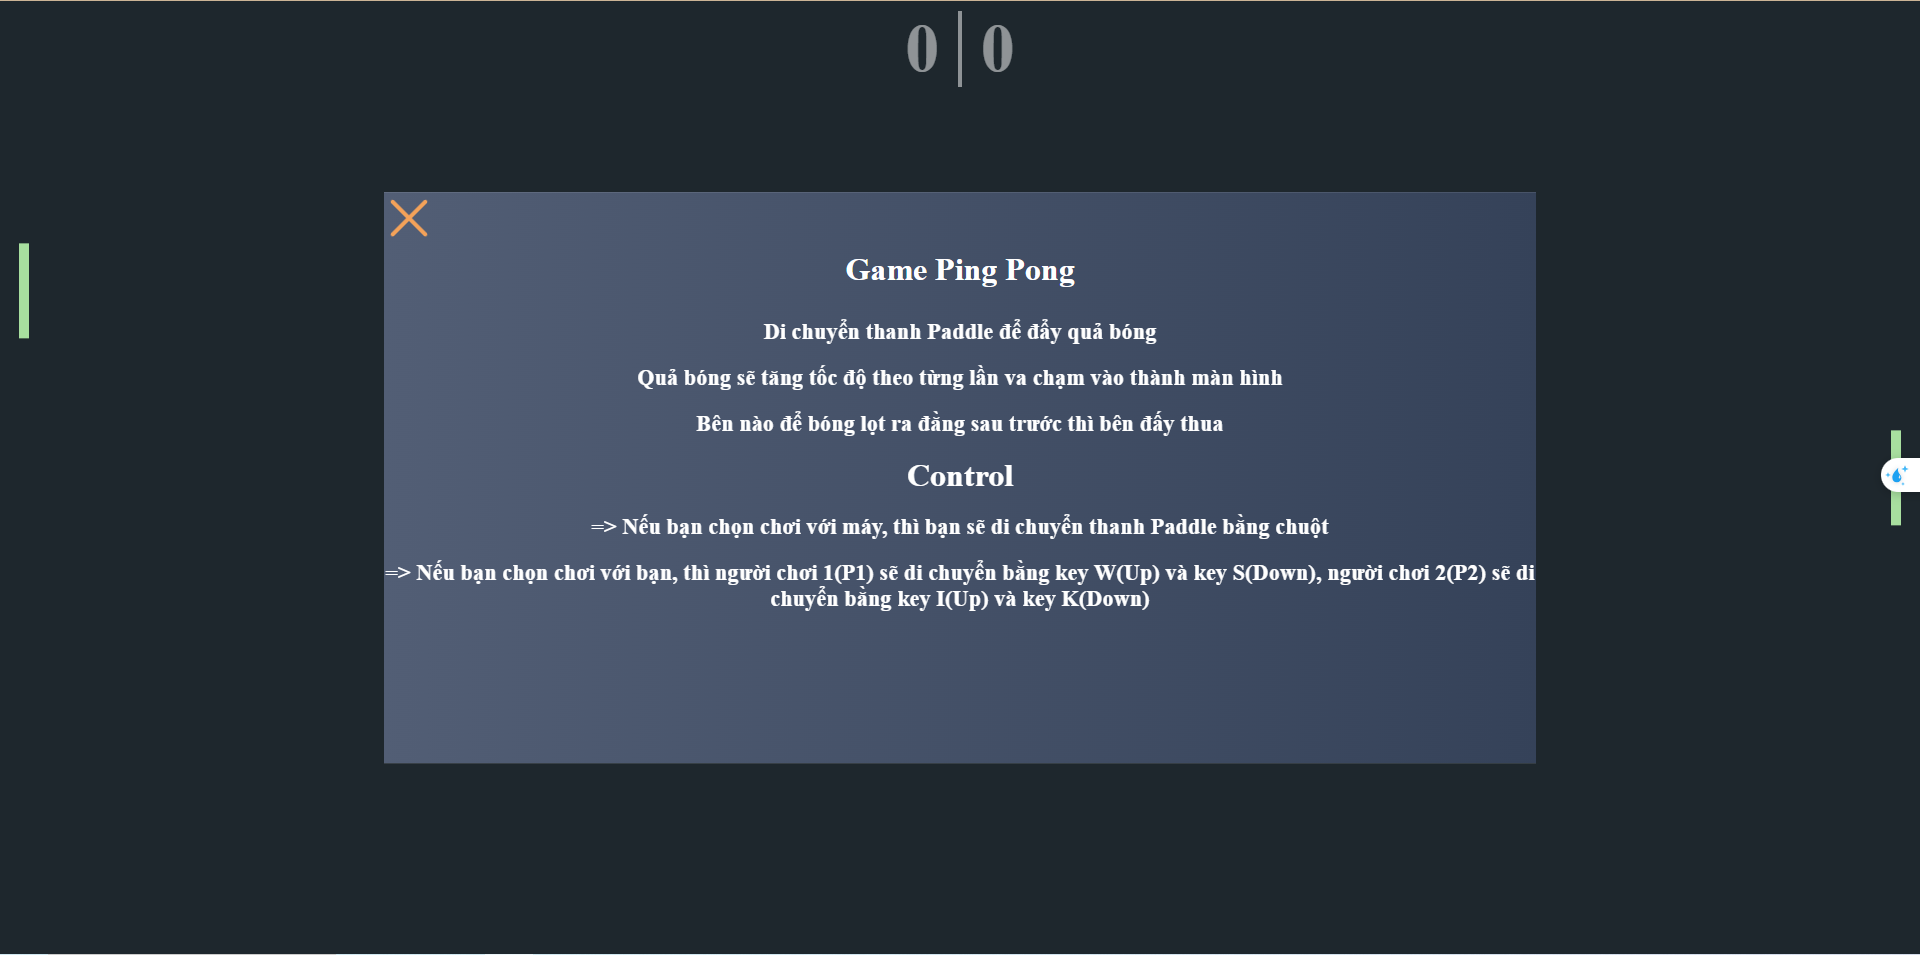 0 | 0
Game Ping Pong
Di chuyển thanh Paddle để đẩy quả bóng
Quả bóng sẽ tăng tốc độ theo từng lần va chạm vào thành màn hình
Bên nào để bóng lọt ra đằng sau trước thì bên đấy thua
Control
=> Nếu bạn chọn chơi với máy, thì bạn sẽ di chuyển thanh Paddle bằng chuột
=> Nếu bạn chọn chơi với bạn, thì người chơi 1(P1) sẽ di chuyển bằng key W(Up) và key S(Down), người chơi 2(P2) sẽ di
chuyển bằng key I(Up) và key K(Down)